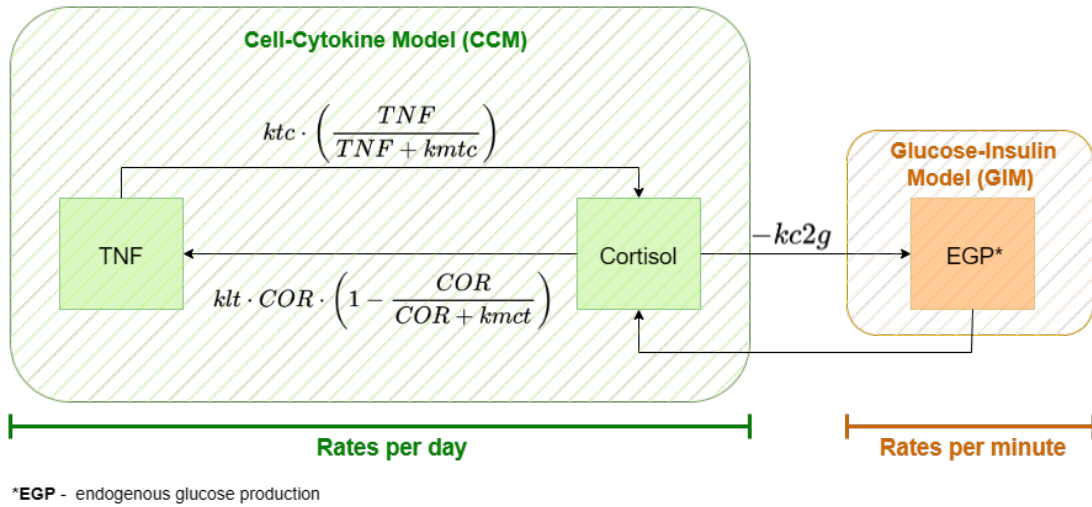 Cell-Cytokine Model (CCM)
ktc · (TNF / (TNF + kmtc))
Glucose-Insulin
Model (GIM)
TNF
Cortisol
-kc2g
EGP*
klt · COR · (1 - COR / (COR + kmct))
Rates per day
Rates per minute
*EGP - endogenous glucose production